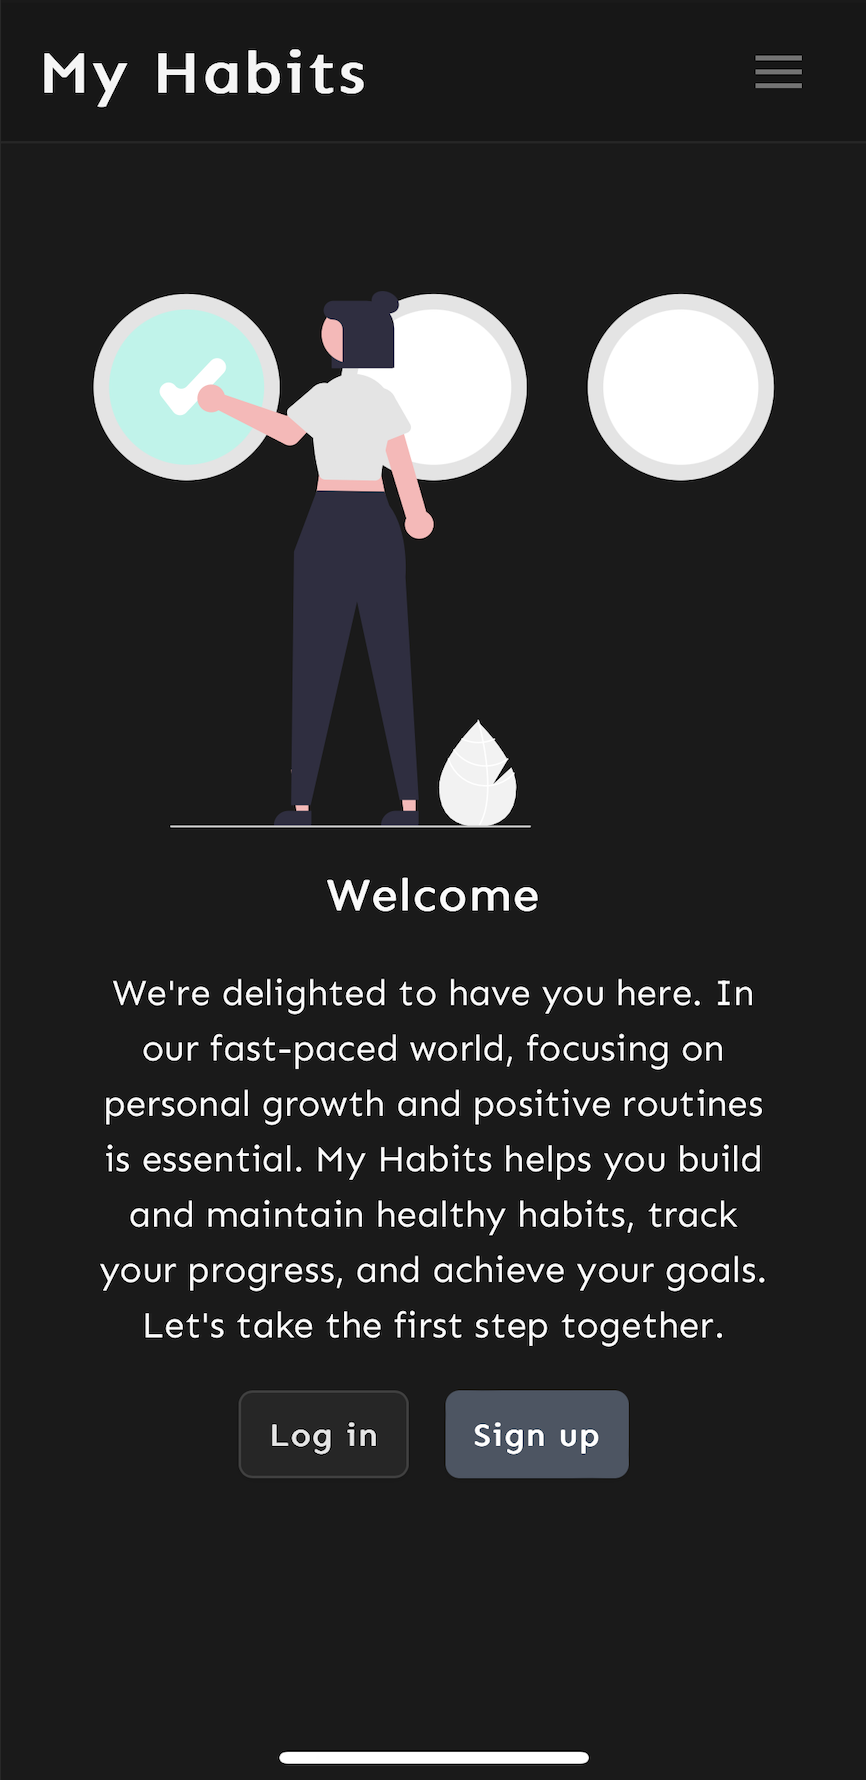 My Habits
Welcome
We're delighted to have you here. In
our fast-paced world, focusing on
personal growth and positive routines
is essential. My Habits helps you build
and maintain healthy habits, track
your progress, and achieve your goals.
Let's take the first step together.
Log in
Sign up